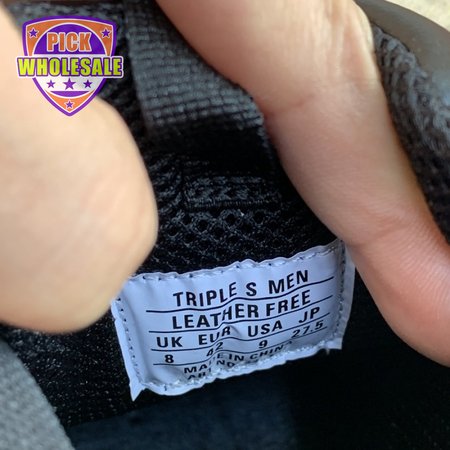 PICK
WHOLESALE
TRIPLE S MEN
LEATHER FREE
UK EUR USA JP
8 42 9 27.5
MADE IN CHINA